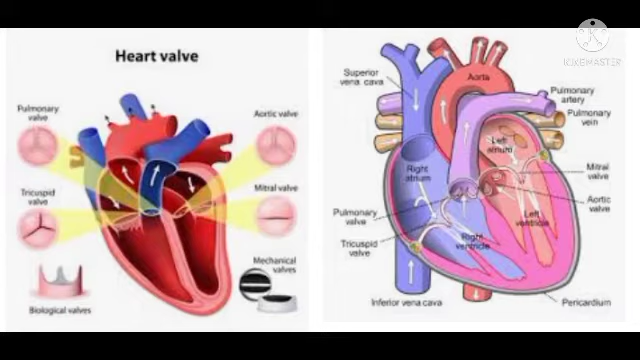 Heart valve
Pulmonary
valve
Aortic valve
Tricuspid
valve
Mitral valve
Biological valves
Mechanical
valves
KINEMASTER
Superior
vena cava
Aorta
Pulmonary
artery
Pulmonary
vein
Left
atrium
Right
atrium
Mitral
valve
Aortic
valve
Pulmonary
valve
Left
ventricle
Tricuspid
valve
Right
ventricle
Inferior vena cava
Pericardium